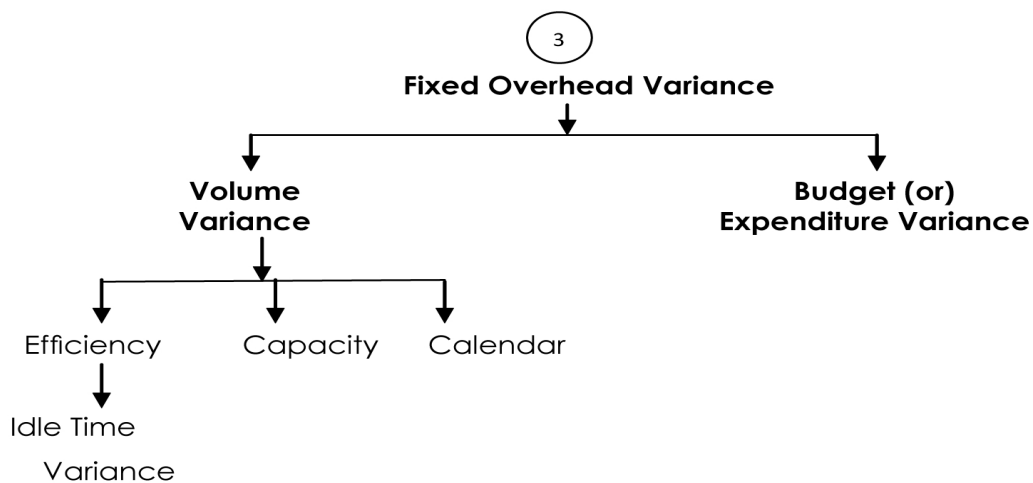 3
Fixed Overhead Variance
Volume
Variance
Budget (or)
Expenditure Variance
Efficiency
Capacity
Calendar
Idle Time
Variance